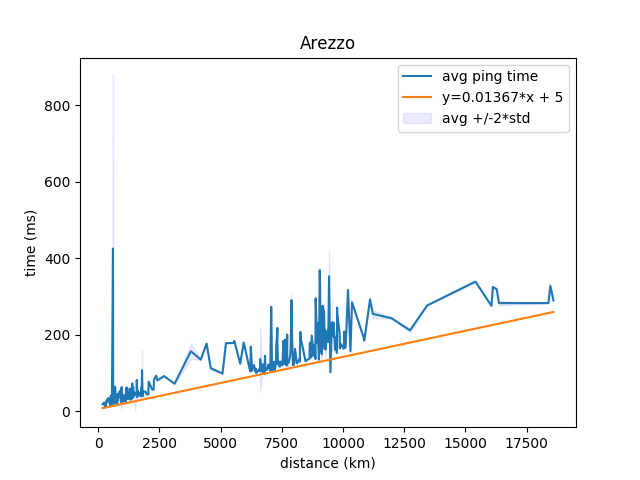 Arezzo
avg ping time
y=0.01367*x + 5
avg +/-2*std
800
600
400
200
0
time (ms)
0 2500 5000 7500 10000 12500 15000 17500
distance (km)